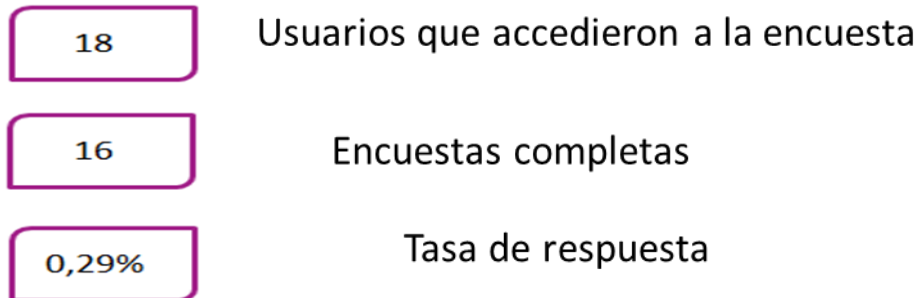 18 Usuarios que accedieron a la encuesta
16 Encuestas completas
0,29% Tasa de respuesta